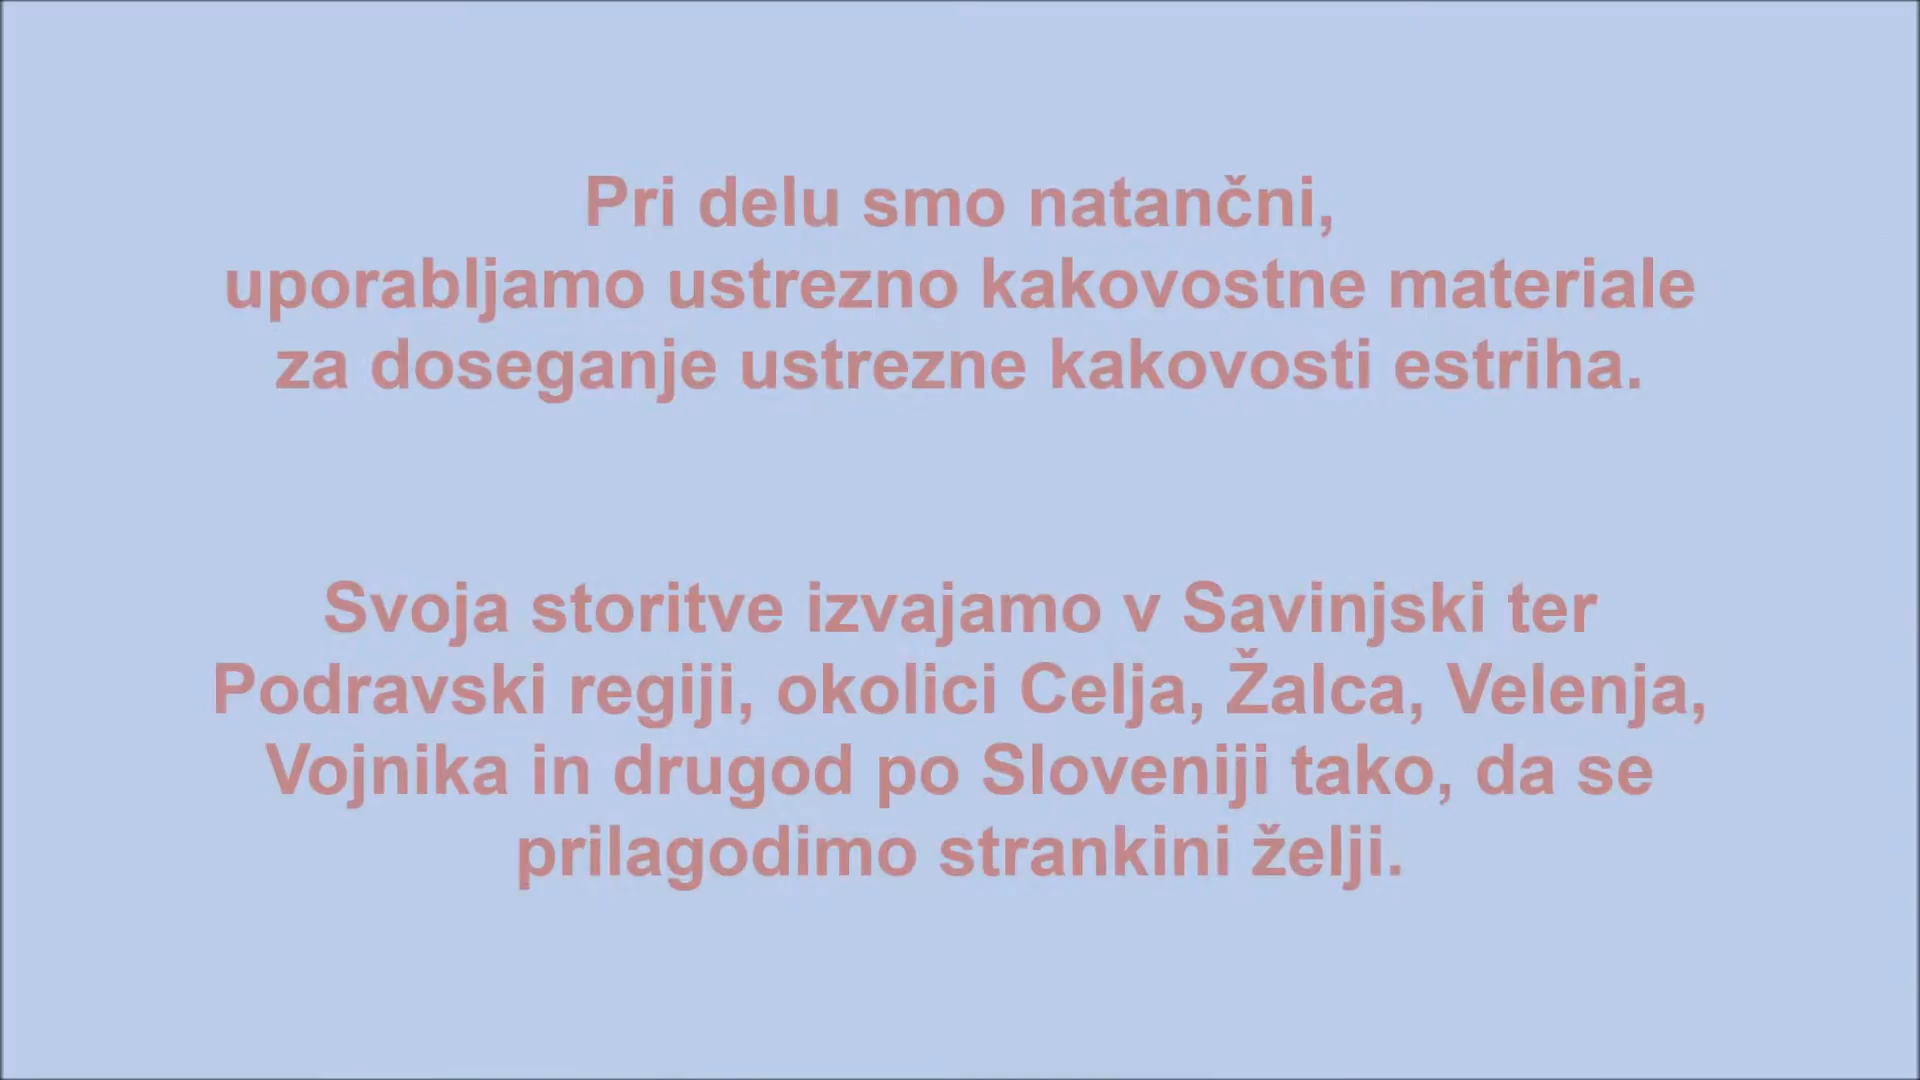 Pri delu smo natančni,
uporabljamo ustrezno kakovostne materiale
za doseganje ustrezne kakovosti estriha.
Svoja storitve izvajamo v Savinjski ter
Podravski regiji, okolici Celja, Žalca, Velenja,
Vojnika in drugod po Sloveniji tako, da se
prilagodimo strankini želji.